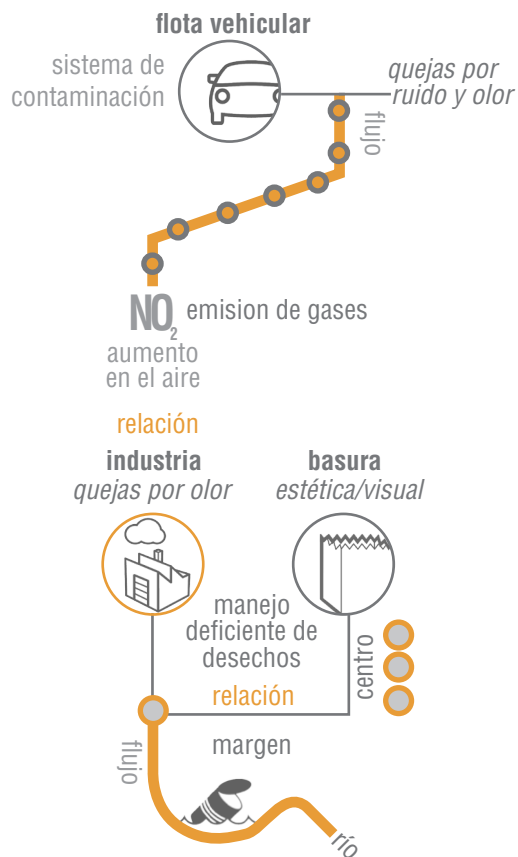 flota vehicular
sistema de
contaminación
quejas por
ruido y olor
flujo
NO2
emision de gases
aumento
en el aire
relación
industria
quejas por olor
basura
estética/visual
manejo
deficiente de
desechos
centro
relación
flujo
margen
río